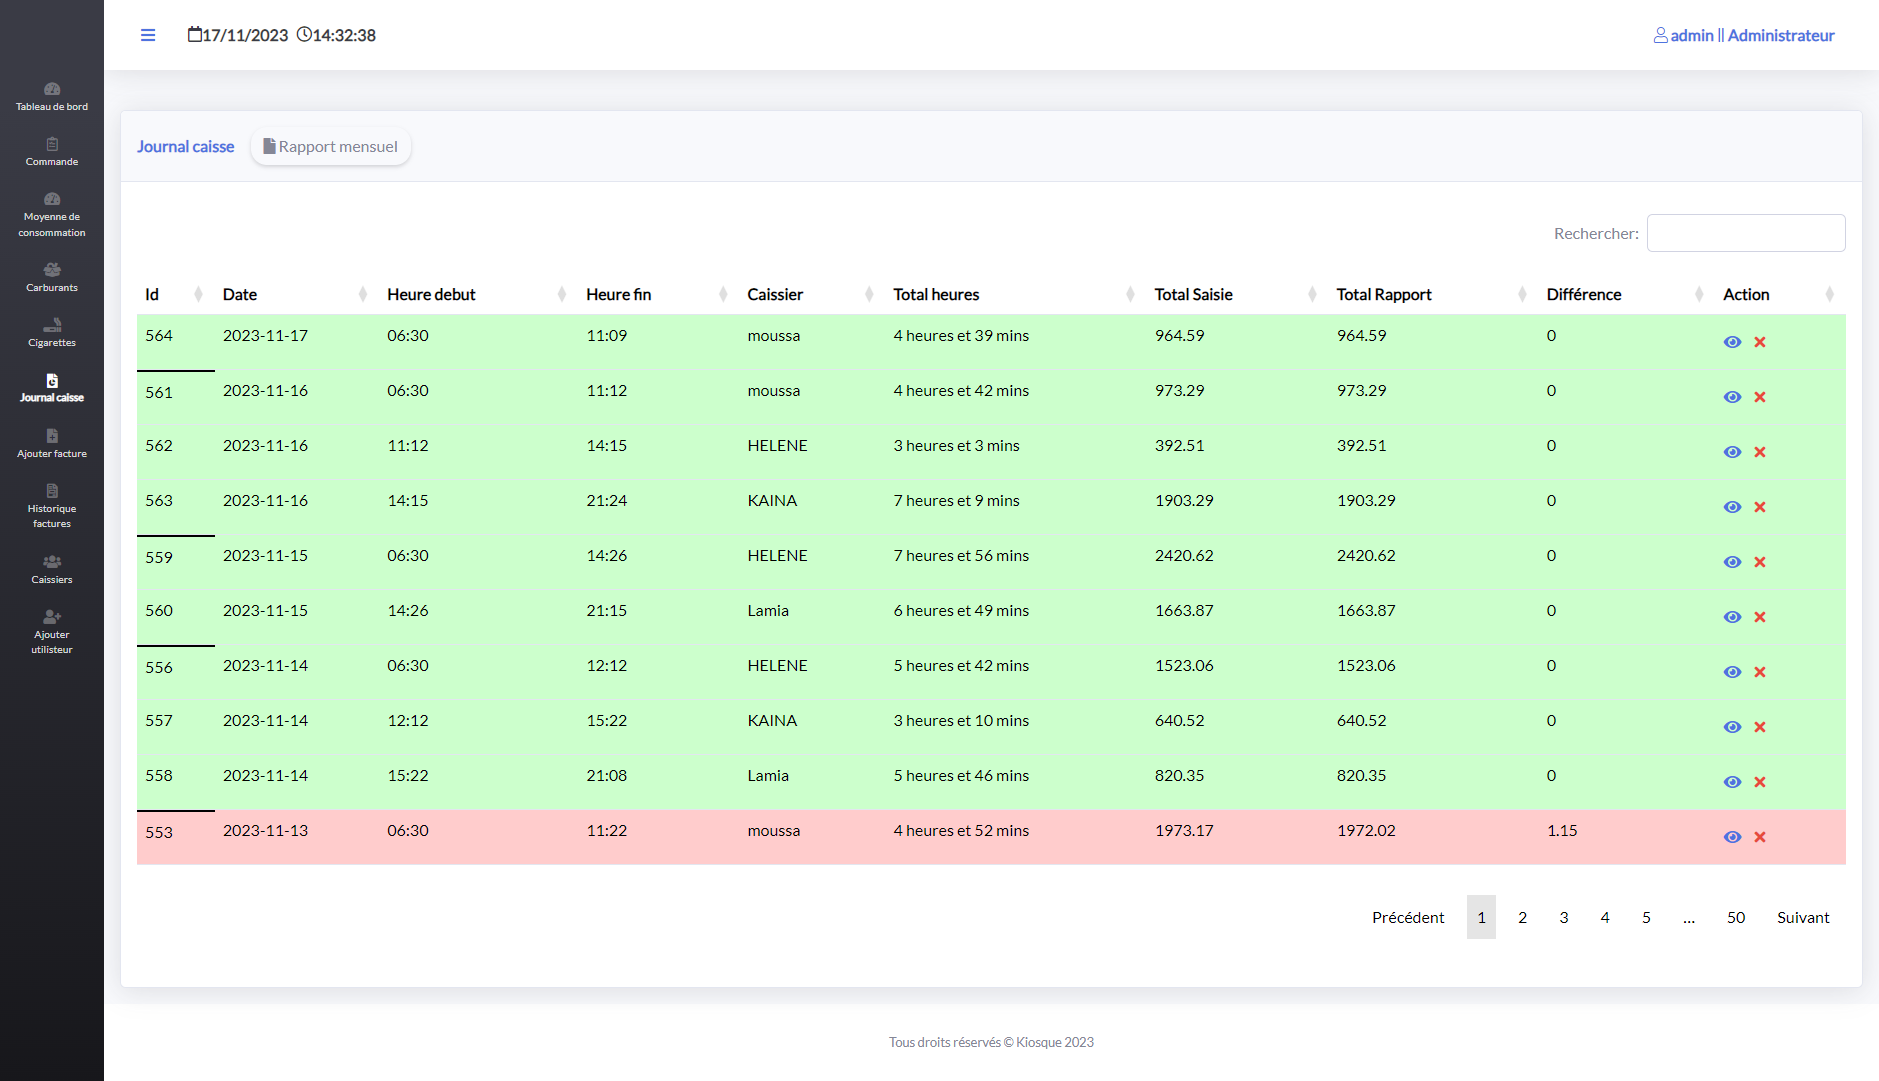 17/11/2023 14:32:38
admin || Administrateur
Tableau de bord
Commande
Moyenne de
consommation
Carburants
Cigarettes
Journal caisse
Ajouter facture
Historique
factures
Caissiers
Ajouter
utilisteur
Journal caisse Rapport mensuel
Rechercher:
Id Date Heure debut Heure fin Caissier Total heures Total Saisie Total Rapport Différence Action
564 2023-11-17 06:30 11:09 moussa 4 heures et 39 mins 964.59 964.59 0
561 2023-11-16 06:30 11:12 moussa 4 heures et 42 mins 973.29 973.29 0
562 2023-11-16 11:12 14:15 HELENE 3 heures et 3 mins 392.51 392.51 0
563 2023-11-16 14:15 21:24 KAINA 7 heures et 9 mins 1903.29 1903.29 0
559 2023-11-15 06:30 14:26 HELENE 7 heures et 56 mins 2420.62 2420.62 0
560 2023-11-15 14:26 21:15 Lamia 6 heures et 49 mins 1663.87 1663.87 0
556 2023-11-14 06:30 12:12 HELENE 5 heures et 42 mins 1523.06 1523.06 0
557 2023-11-14 12:12 15:22 KAINA 3 heures et 10 mins 640.52 640.52 0
558 2023-11-14 15:22 21:08 Lamia 5 heures et 46 mins 820.35 820.35 0
553 2023-11-13 06:30 11:22 moussa 4 heures et 52 mins 1973.17 1972.02 1.15
Précédent 1 2 3 4 5 … 50 Suivant
Tous droits réservés © Kiosque 2023